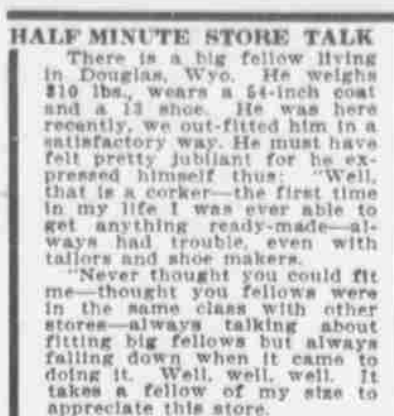 HALF MINUTE STORE TALK
There is a big fellow living
in Douglas, Wyo. He weighs
310 lbs., wears a 54-inch coat
and a 13 shoe. He was here
recently, we out-fitted him in a
satisfactory way. He must have
felt pretty jubilant for he ex-
pressed himself thus: "Well,
that is a corker—the first time
in my life I was ever able to
get anything ready-made—al-
ways had trouble, even with
tailors and shoe makers.
"Never thought you could fit
me—thought you fellows were
in the same class with other
stores—always talking about
fitting big fellows but always
falling down when it came to
doing it. Well, well, well. It
takes a fellow of my size to
appreciate this store.